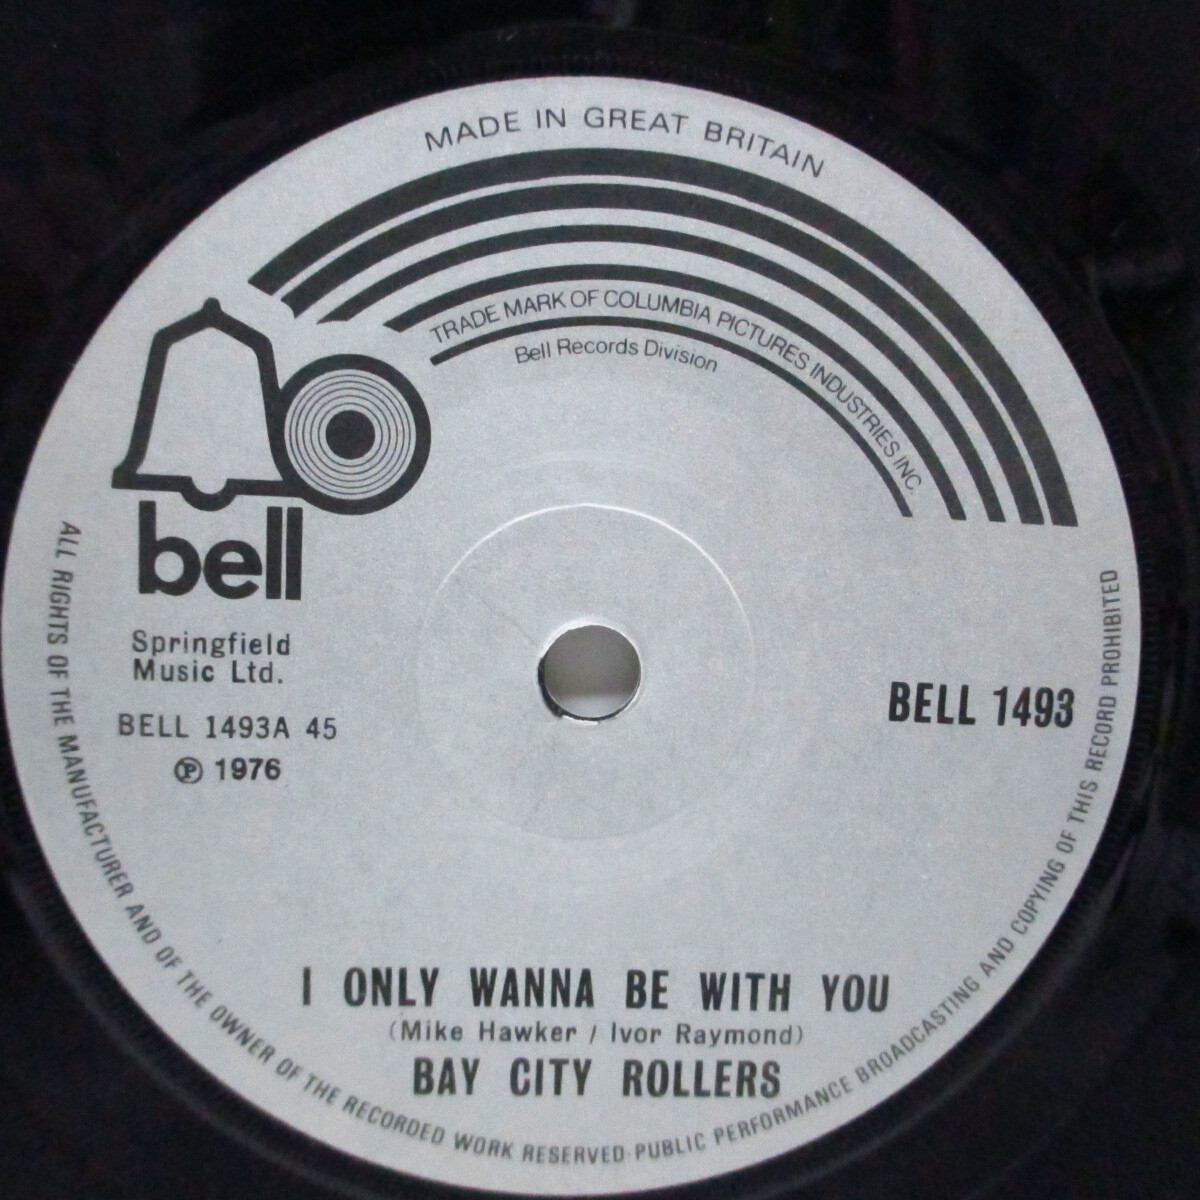 MADE IN GREAT BRITAIN
TRADE MARK OF COLUMBIA PICTURES INDUSTRIES INC.
Bell Records Division
bell
Springfield
Music Ltd.
BELL 1493A 45
℗ 1976
BELL 1493
I ONLY WANNA BE WITH YOU
(Mike Hawker / Ivor Raymond)
BAY CITY ROLLERS
ALL RIGHTS OF THE MANUFACTURER AND OF THE OWNER OF THE RECORDED WORK RESERVED·PUBLIC PERFORMANCE BROADCASTING AND COPYING OF THIS RECORD PROHIBITED